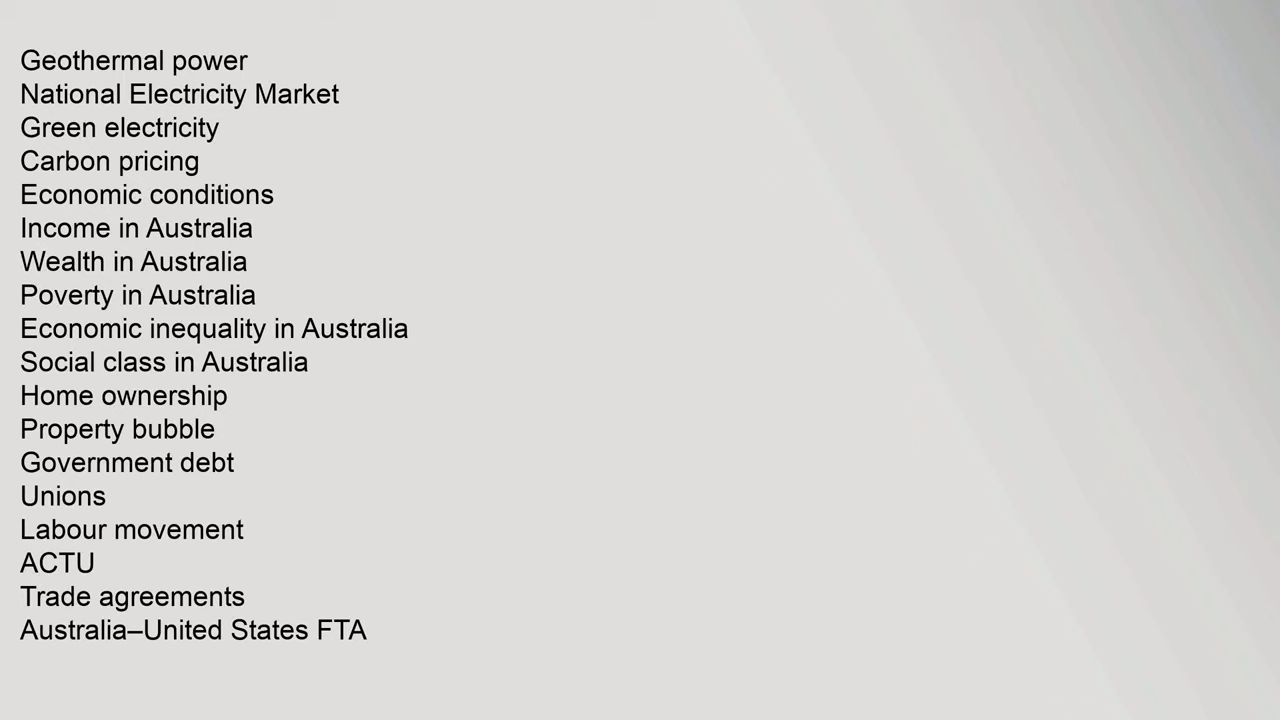 Geothermal power
National Electricity Market
Green electricity
Carbon pricing
Economic conditions
Income in Australia
Wealth in Australia
Poverty in Australia
Economic inequality in Australia
Social class in Australia
Home ownership
Property bubble
Government debt
Unions
Labour movement
ACTU
Trade agreements
Australia–United States FTA